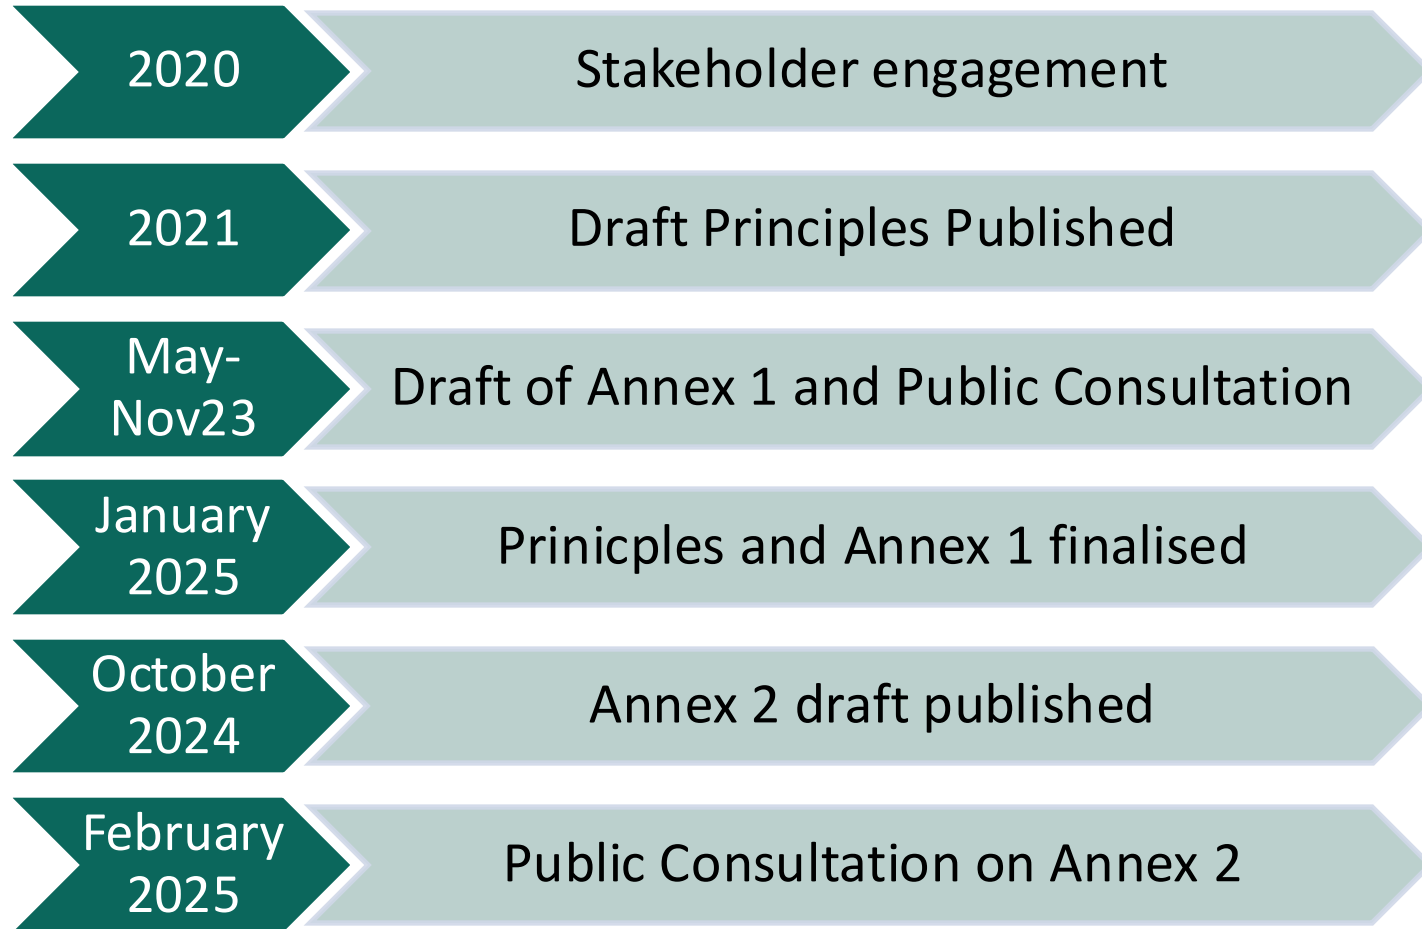 2020
Stakeholder engagement
2021
Draft Principles Published
May-
Nov23
Draft of Annex 1 and Public Consultation
January
2025
Prinicples and Annex 1 finalised
October
2024
Annex 2 draft published
February
2025
Public Consultation on Annex 2